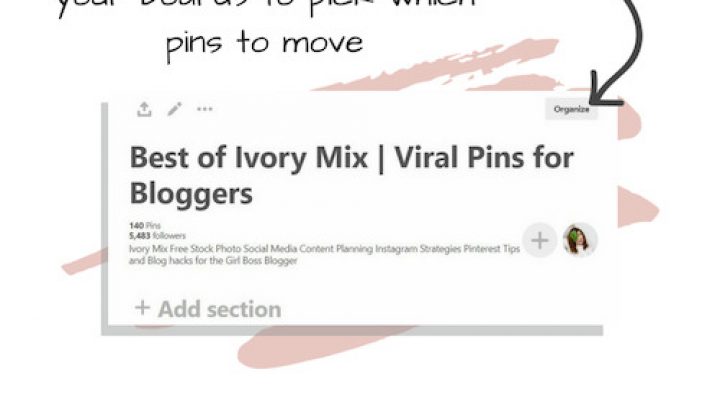 your boards to pick which
pins to move
Organize
Best of Ivory Mix | Viral Pins for
Bloggers
140 Pins
5,483 followers
Ivory Mix Free Stock Photo Social Media Content Planning Instagram Strategies Pinterest Tips
and Blog hacks for the Girl Boss Blogger
+ Add section